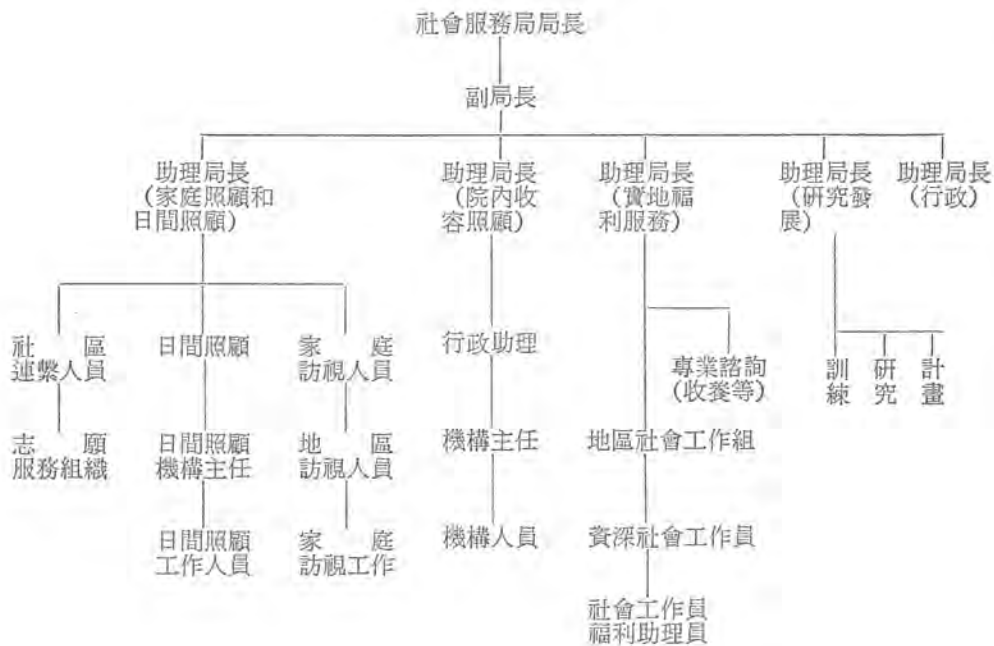 社會服務局局長
副局長
助理局長
(家庭照顧和
日間照顧)
助理局長
(院內收
容照顧)
助理局長
(實地福
利服務)
助理局長
(研究發
展)
助理局長
(行政)
社區
連繫人員
日間照顧
家庭
訪視人員
行政助理
專業諮詢
(收養等)
訓練
研究
計畫
志願
服務組織
日間照顧
機構主任
地區
訪視人員
機構主任
地區社會工作組
日間照顧
工作人員
家庭
訪視工作
機構人員
資深社會工作員
社會工作員
福利助理員